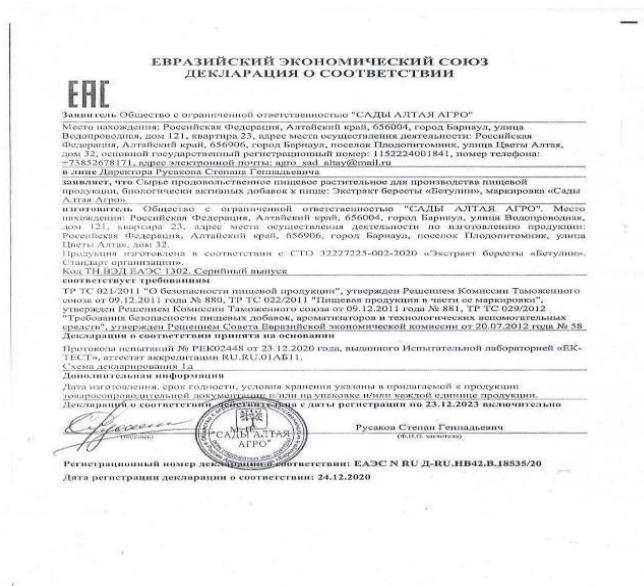 ЕВРАЗИЙСКИЙ ЭКОНОМИЧЕСКИЙ СОЮЗ
ДЕКЛАРАЦИЯ О СООТВЕТСТВИИ
ЕАС
Заявитель Общество с ограниченной ответственностью "САДЫ АЛТАЯ АГРО"
Место нахождения: Российская Федерация, Алтайский край, 656004, город Барнаул, улица
Водопроводная, дом 121, квартира 23, адрес места осуществления деятельности: Российская
Федерация, Алтайский край, 656906, город Барнаул, поселок Плодопитомник, улица Цветы Алтая,
дом 32, основной государственный регистрационный номер: 1152224001841, номер телефона:
+73852678171, адрес электронной почты: agro_sad_altay@mail.ru
в лице Директора Русакова Степана Геннадьевича
заявляет, что Сырье продовольственное пищевое растительное для производства пищевой
продукции, биологически активных добавок к пище: Экстракт бересты «Бетулин», маркировка «Сады
Алтая Агро»
изготовитель Общество с ограниченной ответственностью "САДЫ АЛТАЯ АГРО". Место
нахождения: Российская Федерация, Алтайский край, 656004, город Барнаул, улица Водопроводная,
дом 121, квартира 23, адрес места осуществления деятельности по изготовлению продукции:
Российская Федерация, Алтайский край, 656906, город Барнаул, поселок Плодопитомник, улица
Цветы Алтая, дом 32.
Продукция изготовлена в соответствии с СТО 32227225-002-2020 «Экстракт бересты «Бетулин».
Стандарт организации».
Код ТН ВЭД ЕАЭС 1302. Серийный выпуск
соответствует требованиям
ТР ТС 021/2011 "О безопасности пищевой продукции", утвержден Решением Комиссии Таможенного
союза от 09.12.2011 года № 880, ТР ТС 022/2011 "Пищевая продукция в части ее маркировки",
утвержден Решением Комиссии Таможенного союза от 09.12.2011 года № 881, ТР ТС 029/2012
"Требования безопасности пищевых добавок, ароматизаторов и технологических вспомогательных
средств", утвержден Решением Совета Евразийской экономической комиссии от 20.07.2012 года № 58
Декларация о соответствии принята на основании
Протокола испытаний № РЕК02448 от 23.12.2020 года, выданного Испытательной лабораторией «ЕК-
ТЕСТ», аттестат аккредитации RU.RU.01АБ11.
Схема декларирования 1д
Дополнительная информация
Дата изготовления, срок годности, условия хранения указаны в прилагаемой к продукции
товаросопроводительной документации и/или на упаковке и/или каждой единице продукции.
Декларация о соответствии действительна с даты регистрации по 23.12.2023 включительно
М.П.
"САДЫ АЛТАЯ
АГРО"
Русаков Степан Геннадьевич
(подпись)
(Ф.И.О. заявителя)
Регистрационный номер декларации о соответствии: ЕАЭС N RU Д-RU.НВ42.В.18535/20
Дата регистрации декларации о соответствии: 24.12.2020